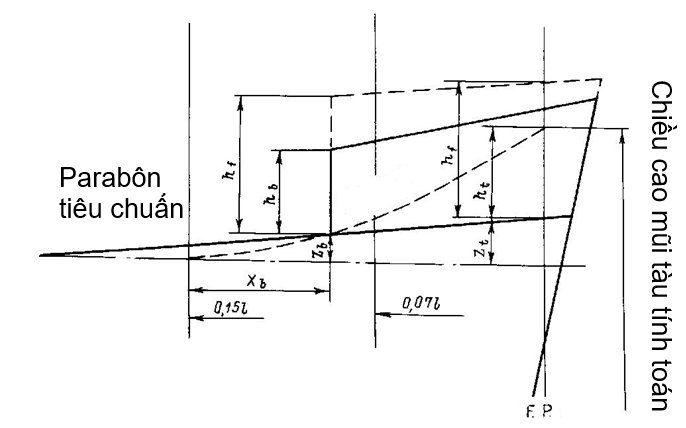 Parabôn
tiêu chuẩn
h_f
h_b
h_f
h_t
Z_b
Z_t
X_b
0,15l
0,07l
F. P.
Chiều cao mũi tàu tính toán